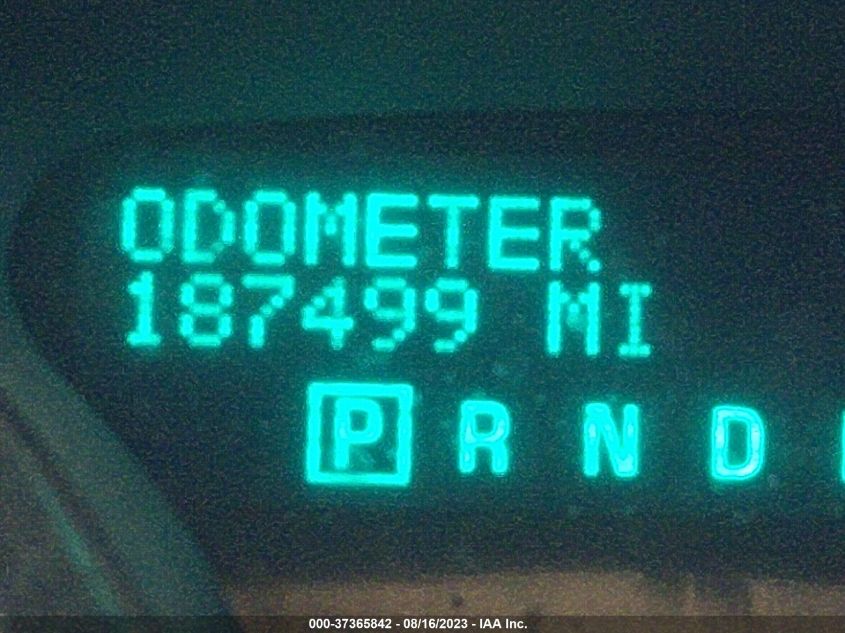 ODOMETER
187499 MI
P R N D
000-37365842 - 08/16/2023 - IAA Inc.